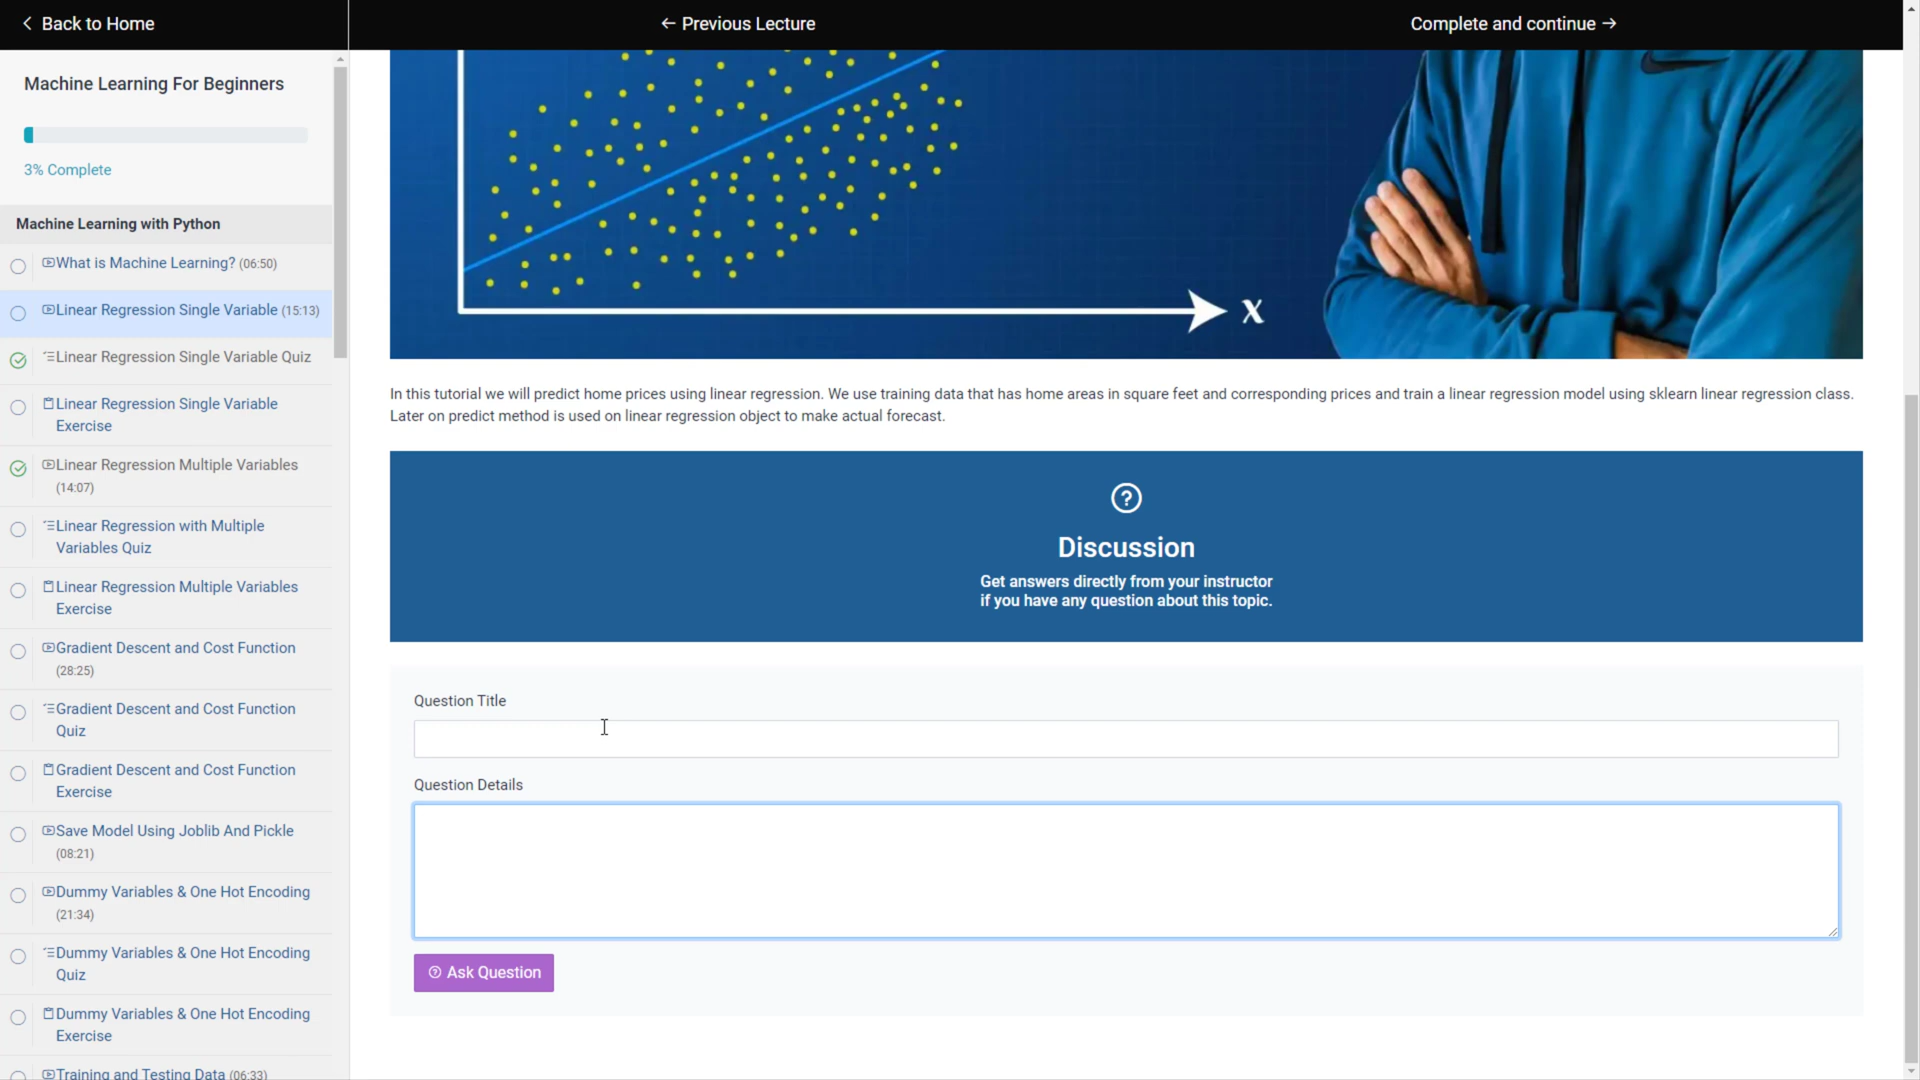 Back to Home
← Previous Lecture
Complete and continue →
Machine Learning For Beginners
3% Complete
Machine Learning with Python
What is Machine Learning? (06:50)
Linear Regression Single Variable (15:13)
Linear Regression Single Variable Quiz
Linear Regression Single Variable
Exercise
Linear Regression Multiple Variables
(14:07)
Linear Regression with Multiple
Variables Quiz
Linear Regression Multiple Variables
Exercise
Gradient Descent and Cost Function
(28:25)
Gradient Descent and Cost Function
Quiz
Gradient Descent and Cost Function
Exercise
Save Model Using Joblib And Pickle
(08:21)
Dummy Variables & One Hot Encoding
(21:34)
Dummy Variables & One Hot Encoding
Quiz
Dummy Variables & One Hot Encoding
Exercise
Training and Testing Data (06:33)
x
In this tutorial we will predict home prices using linear regression. We use training data that has home areas in square feet and corresponding prices and train a linear regression model using sklearn linear regression class.
Later on predict method is used on linear regression object to make actual forecast.
Discussion
Get answers directly from your instructor
if you have any question about this topic.
Question Title
Question Details
Ask Question